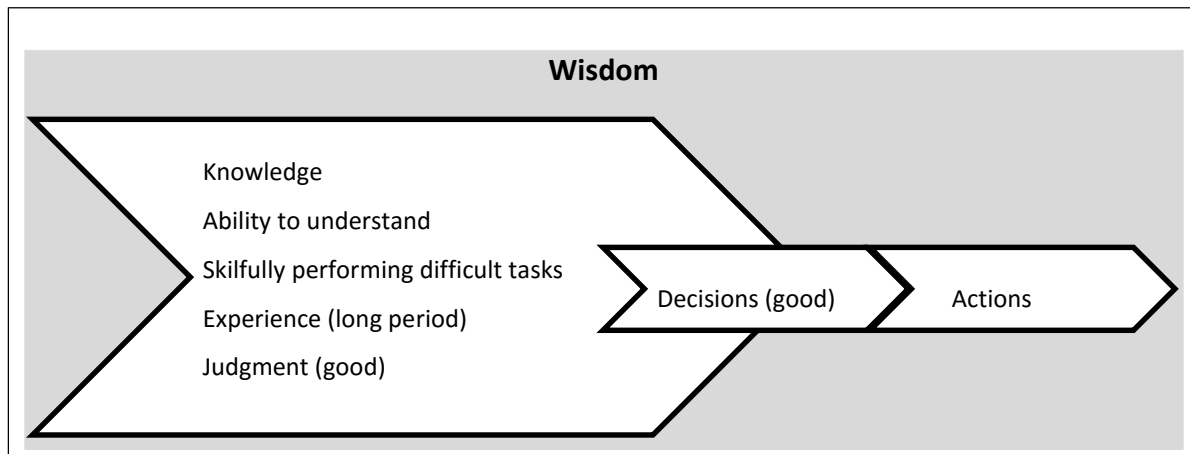 Wisdom
Knowledge
Ability to understand
Skilfully performing difficult tasks
Experience (long period)
Judgment (good)
Decisions (good)
Actions